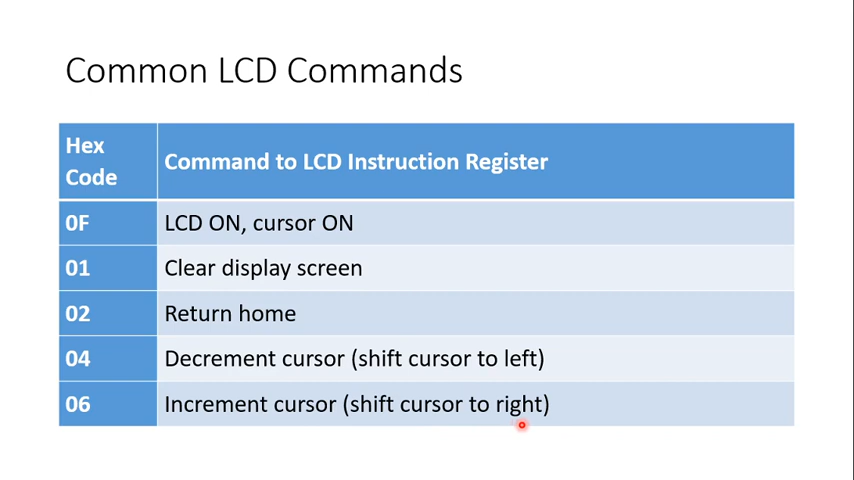 Common LCD Commands
Hex Code Command to LCD Instruction Register
0F LCD ON, cursor ON
01 Clear display screen
02 Return home
04 Decrement cursor (shift cursor to left)
06 Increment cursor (shift cursor to right)